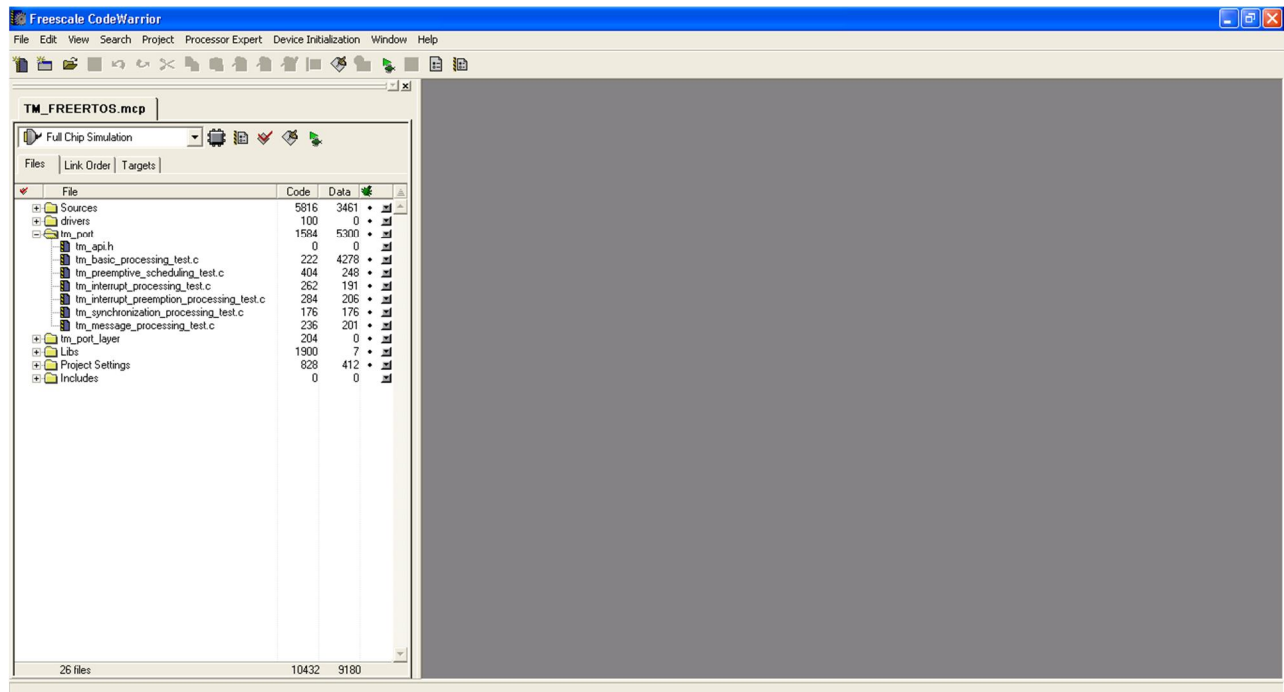 Freescale CodeWarrior
File Edit View Search Project Processor Expert Device Initialization Window Help
TM_FREERTOS.mcp
Full Chip Simulation
Files Link Order Targets
File Code Data
Sources 5816 3461
drivers 100 0
tm_port 1584 5300
tm_api.h 0 0
tm_basic_processing_test.c 222 4278
tm_preemptive_scheduling_test.c 404 248
tm_interrupt_processing_test.c 262 191
tm_interrupt_preemption_processing_test.c 284 206
tm_synchronization_processing_test.c 176 176
tm_message_processing_test.c 236 201
tm_port_layer 204 0
Libs 1900 7
Project Settings 828 412
Includes 0 0
26 files 10432 9180